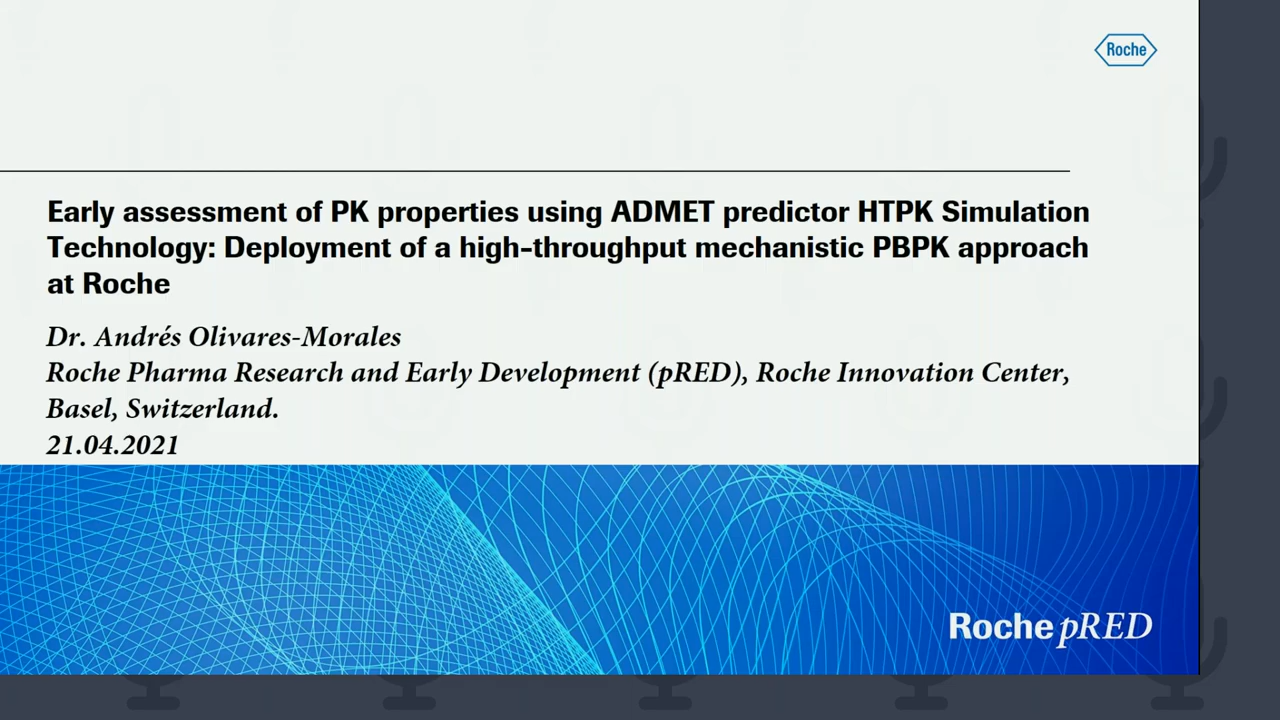 Roche
Early assessment of PK properties using ADMET predictor HTPK Simulation
Technology: Deployment of a high-throughput mechanistic PBPK approach
at Roche
Dr. Andrés Olivares-Morales
Roche Pharma Research and Early Development (pRED), Roche Innovation Center,
Basel, Switzerland.
21.04.2021
Roche pRED